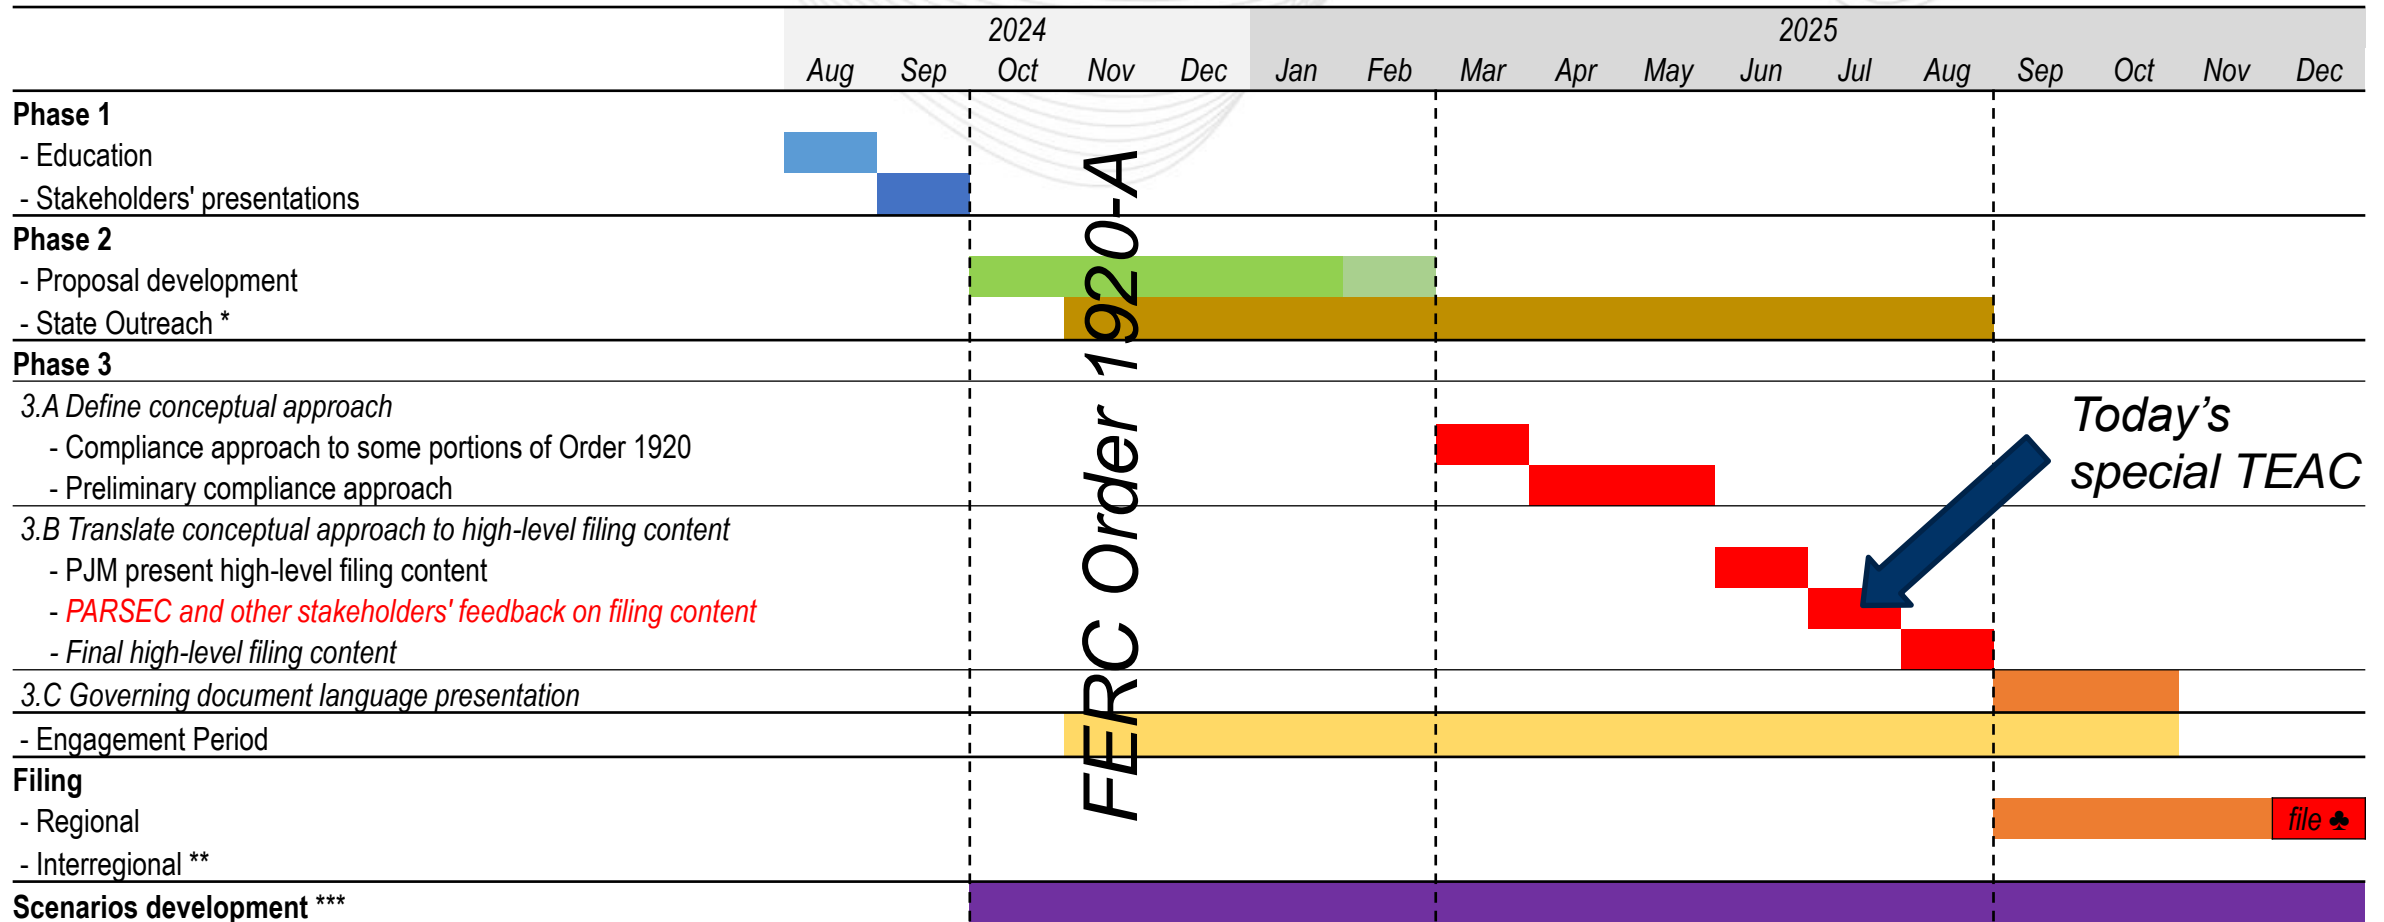 2024 2025
Aug Sep Oct Nov Dec Jan Feb Mar Apr May Jun Jul Aug Sep Oct Nov Dec
Phase 1
- Education
- Stakeholders' presentations
Phase 2
- Proposal development
- State Outreach *
Phase 3
3.A Define conceptual approach
- Compliance approach to some portions of Order 1920
- Preliminary compliance approach
3.B Translate conceptual approach to high-level filing content
- PJM present high-level filing content
- PARSEC and other stakeholders' feedback on filing content
- Final high-level filing content
3.C Governing document language presentation
- Engagement Period
Filing
- Regional
file ♣
- Interregional **
Scenarios development ***
FERC Order 1920-A
Today's
special TEAC